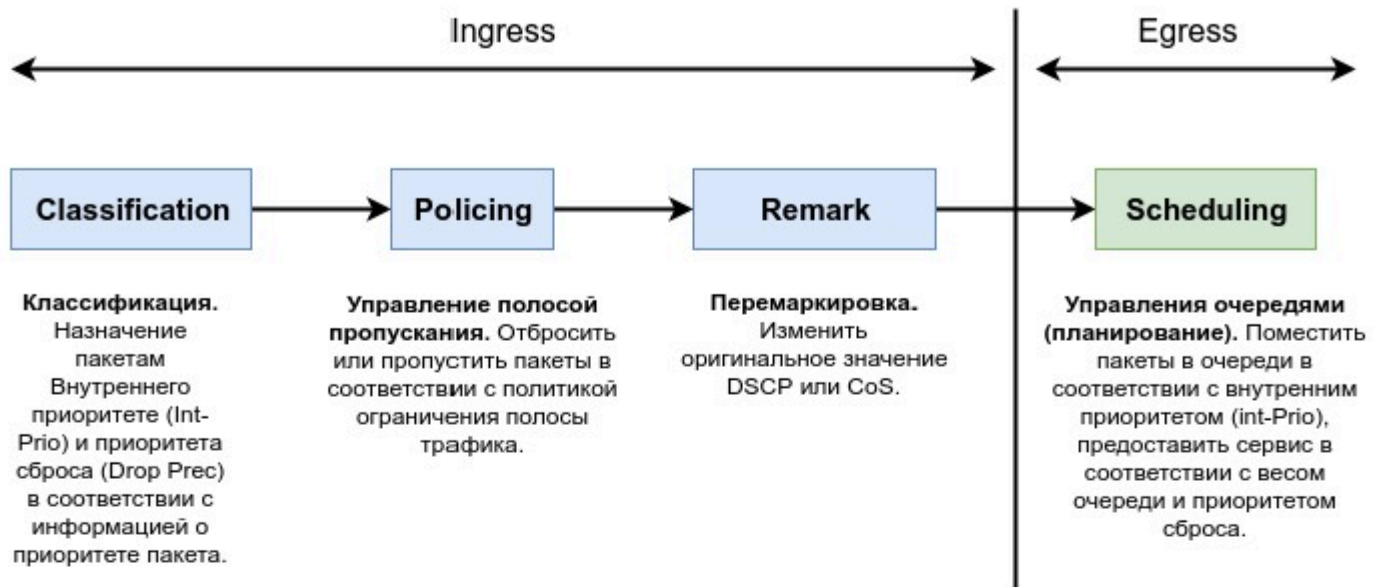 Ingress
Egress
Classification
Policing
Remark
Scheduling
Классификация.
Назначение
пакетам
Внутреннего
приоритете (Int-
Prio) и приоритета
сброса (Drop Prec)
в соответствии с
информацией о
приоритете пакета.
Управление полосой
пропускания. Отбросить
или пропустить пакеты в
соответствии с политикой
ограничения полосы
трафика.
Перемаркировка.
Изменить
оригинальное значение
DSCP или CoS.
Управления очередями
(планирование). Поместить
пакеты в очереди в
соответствии с внутренним
приоритетом (int-Prio),
предоставить сервис в
соответствии с весом
очереди и приоритетом
сброса.